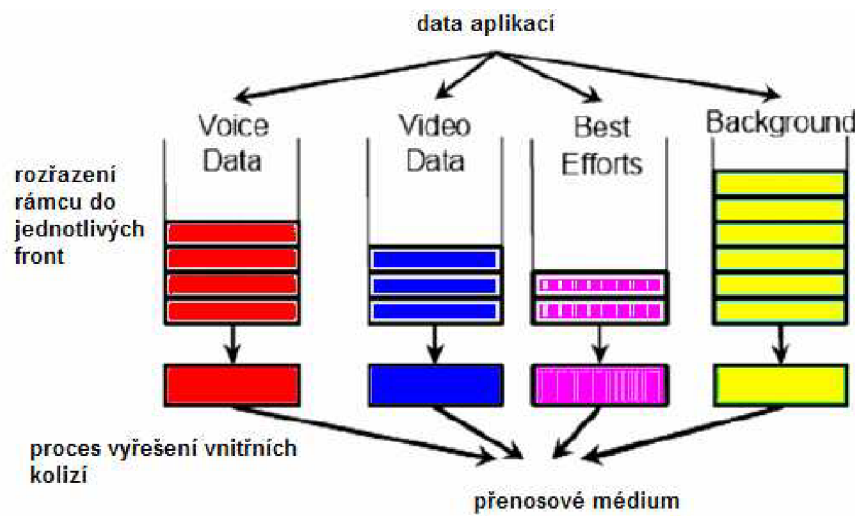 data aplikací
Voice
Data
Video
Data
Best
Efforts
Background
rozřazení
rámcu do
jednotlivých
front
proces vyřešení vnitřních
kolizí
přenosové médium